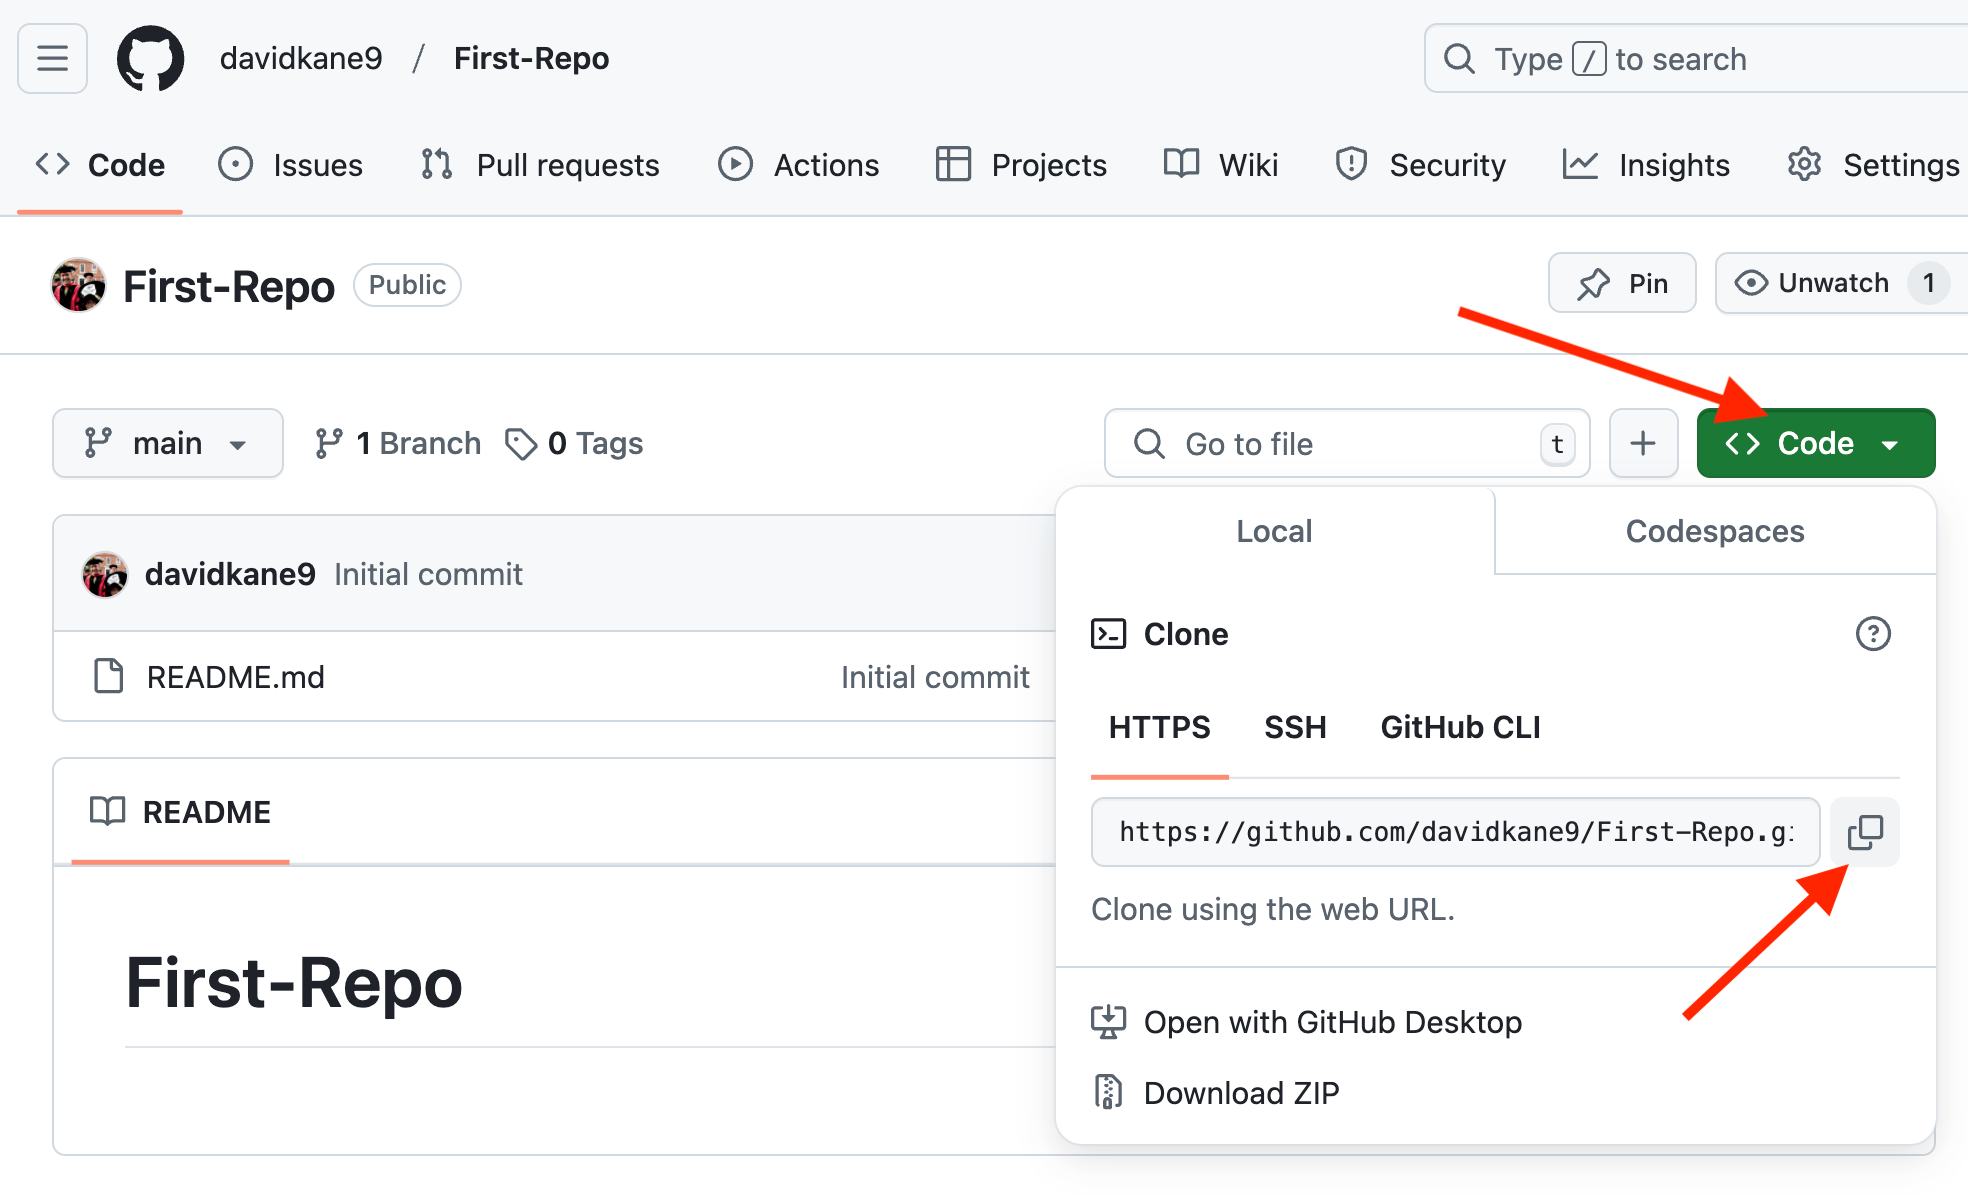 davidkane9 / First-Repo
Type / to search
Code Issues Pull requests Actions Projects Wiki Security Insights Settings
First-Repo Public
Pin
Unwatch 1
main
1 Branch
0 Tags
Go to file t
Code
davidkane9 Initial commit
README.md Initial commit
README
First-Repo
Local
Codespaces
Clone
HTTPS SSH GitHub CLI
https://github.com/davidkane9/First-Repo.gi
Clone using the web URL.
Open with GitHub Desktop
Download ZIP